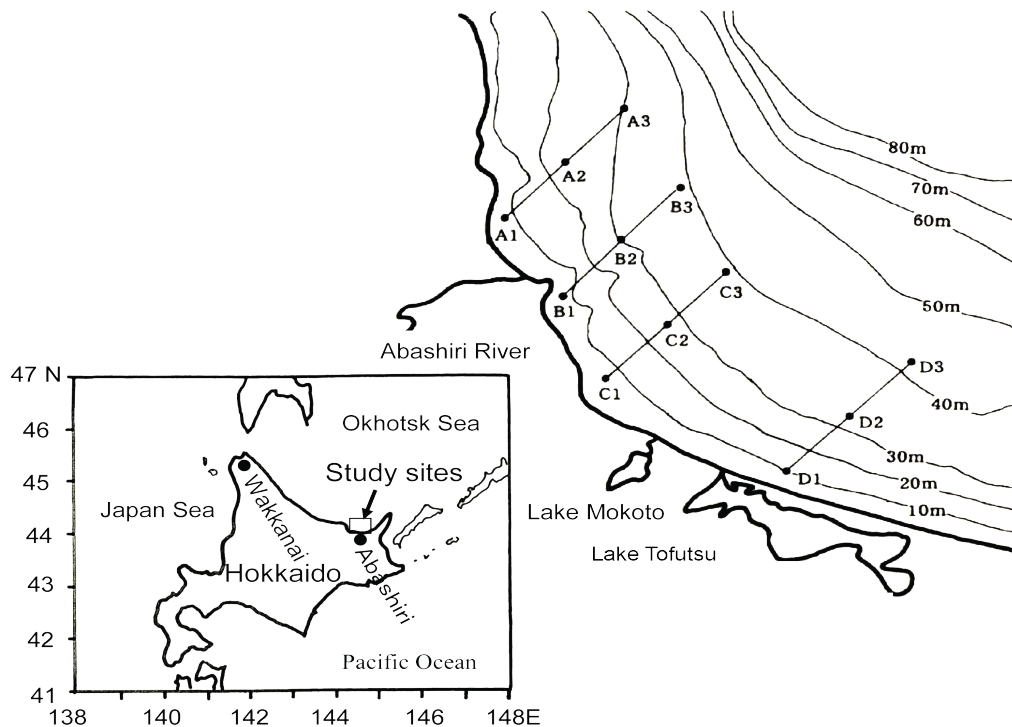 80m
70m
60m
50m
40m
30m
20m
10m
A3
A2
A1
B3
B2
B1
C3
C2
C1
D3
D2
D1
Abashiri River
Lake Mokoto
Lake Tofutsu
47 N
46
45
44
43
42
41
138
140
142
144
146
148E
Okhotsk Sea
Study sites
Japan Sea
Wakkanai
Hokkaido
Abashiri
Pacific Ocean